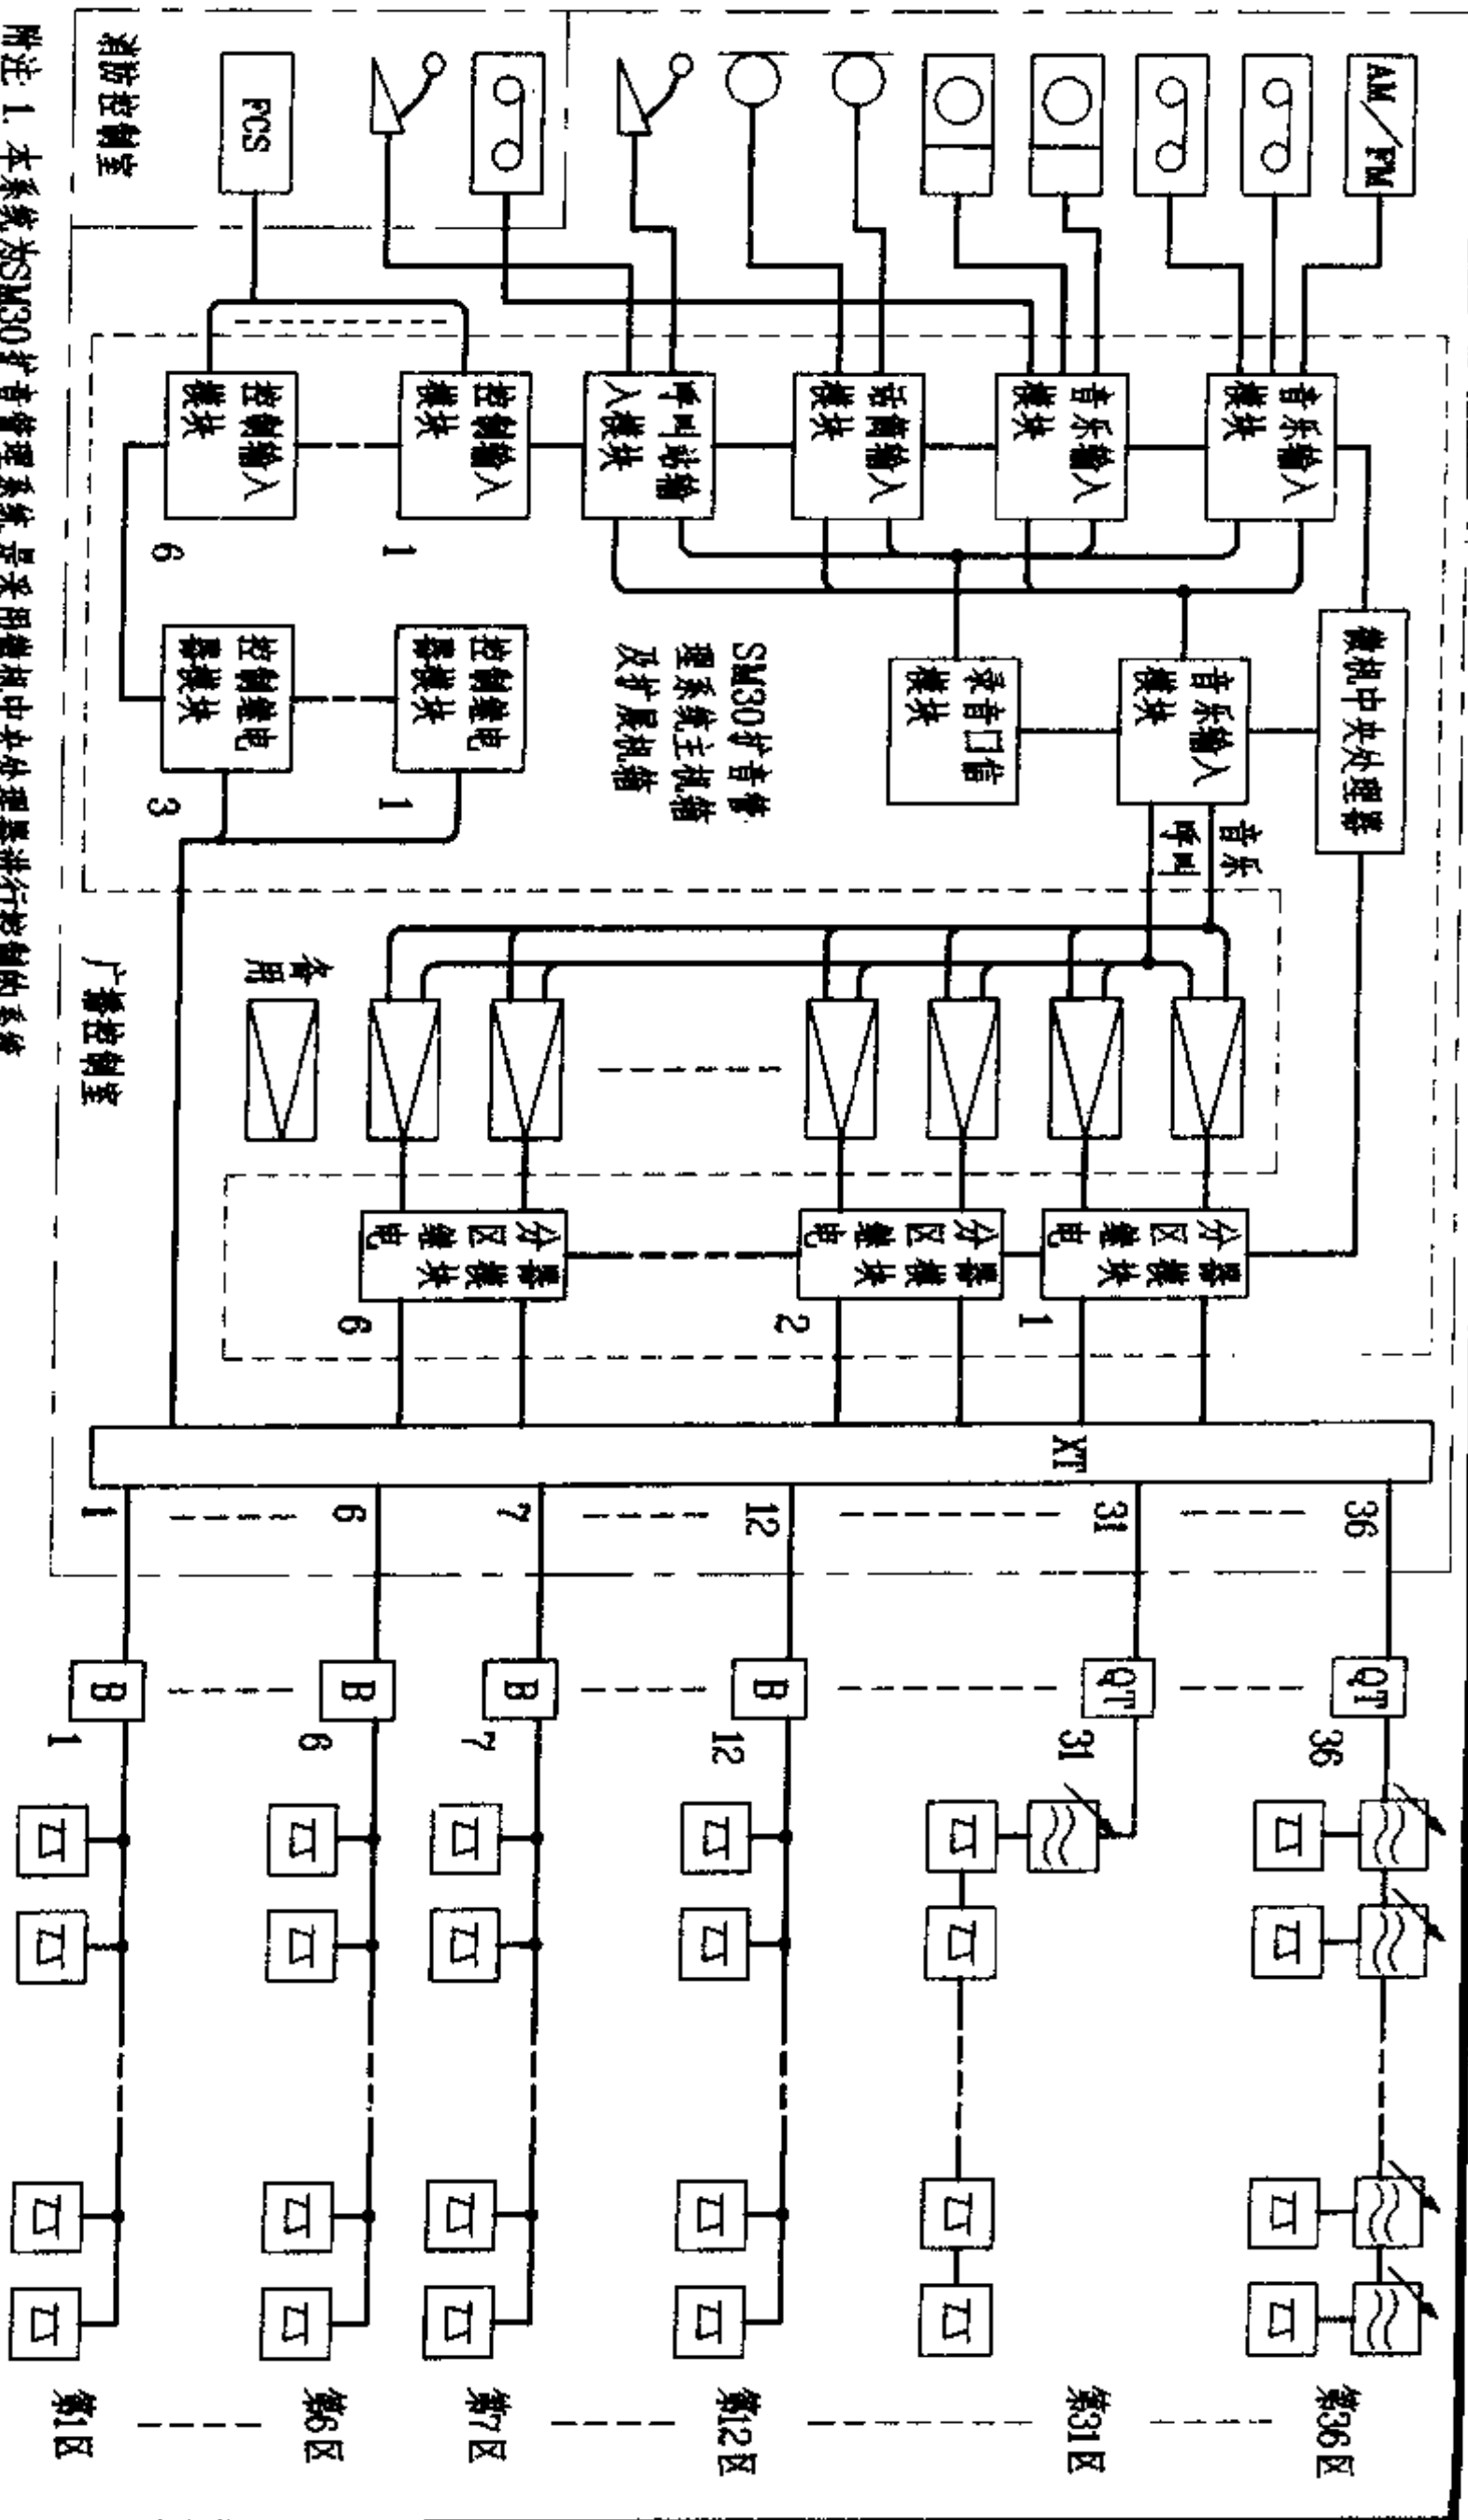 AM/FM
消防控制室
FCS
音乐输入
模块
音乐输入
模块
话筒输入
模块
呼叫站输
入模块
控制输入
模块
1
控制输入
模块
6
微机中央处理器
音乐输入
模块
录音口信
模块
SM30扩音管
理系统主机箱
及扩展机箱
控制继电
器模块
1
控制继电
器模块
3
音乐
呼叫
备用
广播控制室
分区继电
器模块
1
分区继电
器模块
2
分区继电
器模块
6
XT
36
31
12
7
6
1
QT
36
QT
31
B
12
B
7
B
6
B
1
第36区
第31区
第12区
第7区
第6区
第1区
附注 1. 本系统为SM30扩音管理系统,是采用微机中央处理器进行控制的系统